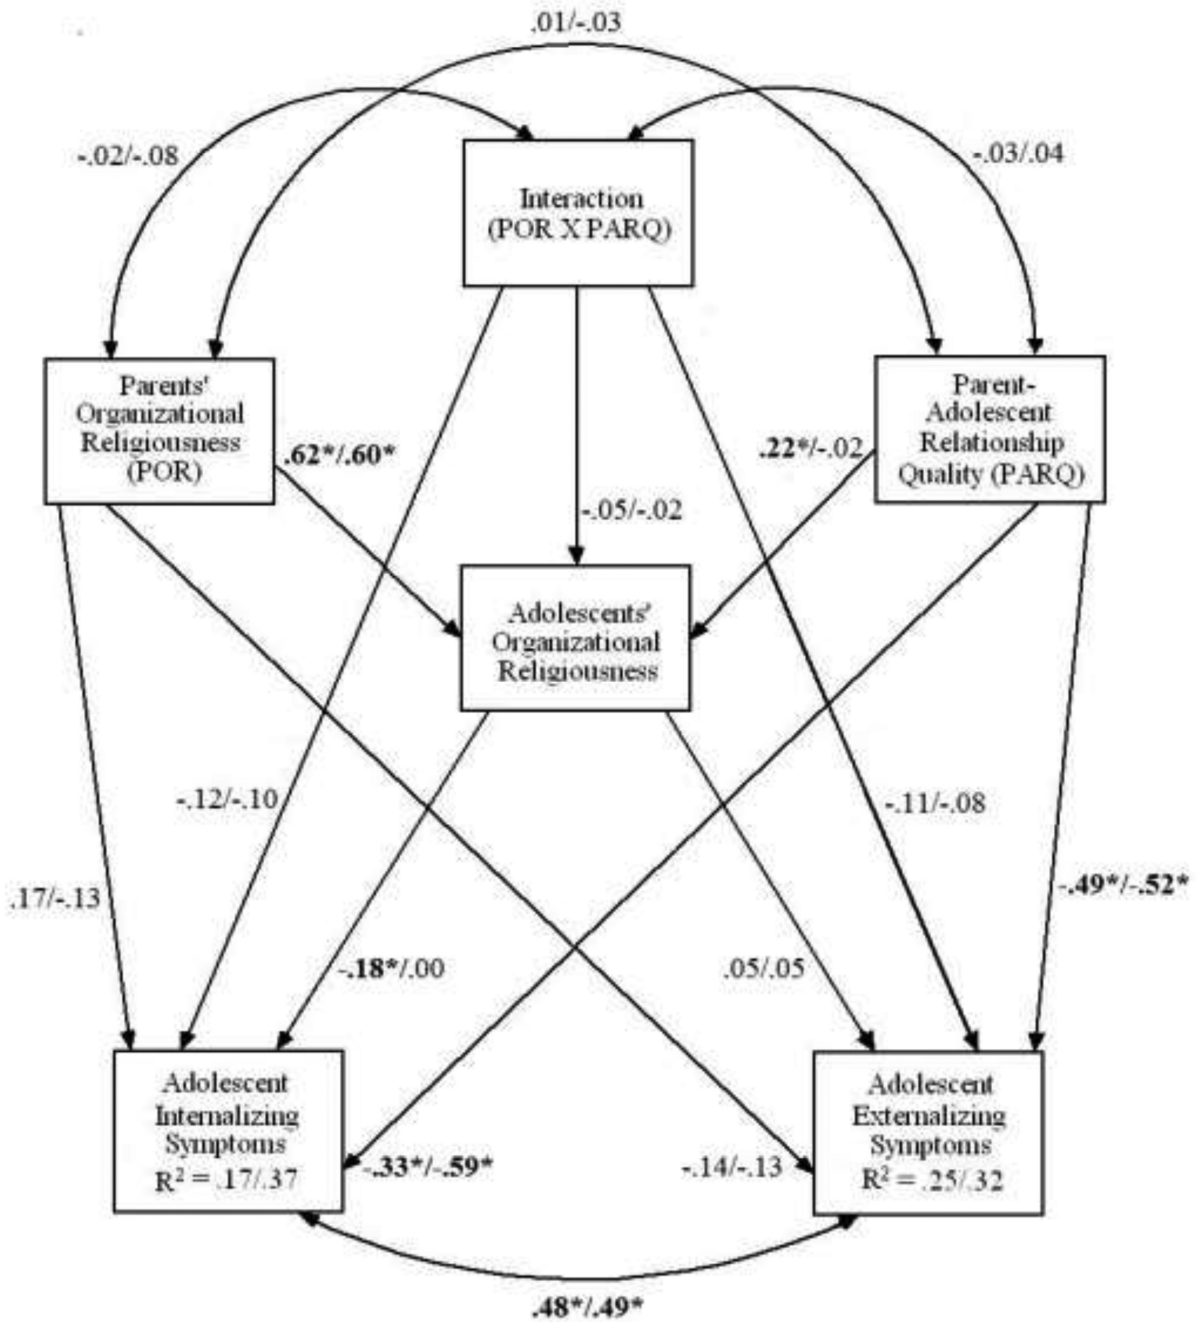 .01/-.03
-.02/-.08
-.03/.04
Interaction
(POR X PARQ)
Parents'
Organizational
Religiousness
(POR)
Parent-
Adolescent
Relationship
Quality (PARQ)
.62*/.60*
.22*/-.02
-.05/-.02
Adolescents'
Organizational
Religiousness
-.12/-.10
-.11/-.08
.17/-.13
-.49*/-.52*
-.18*/.00
.05/.05
Adolescent
Internalizing
Symptoms
R² = .17/.37
Adolescent
Externalizing
Symptoms
R² = .25/.32
-.33*/-.59*
-.14/-.13
.48*/.49*